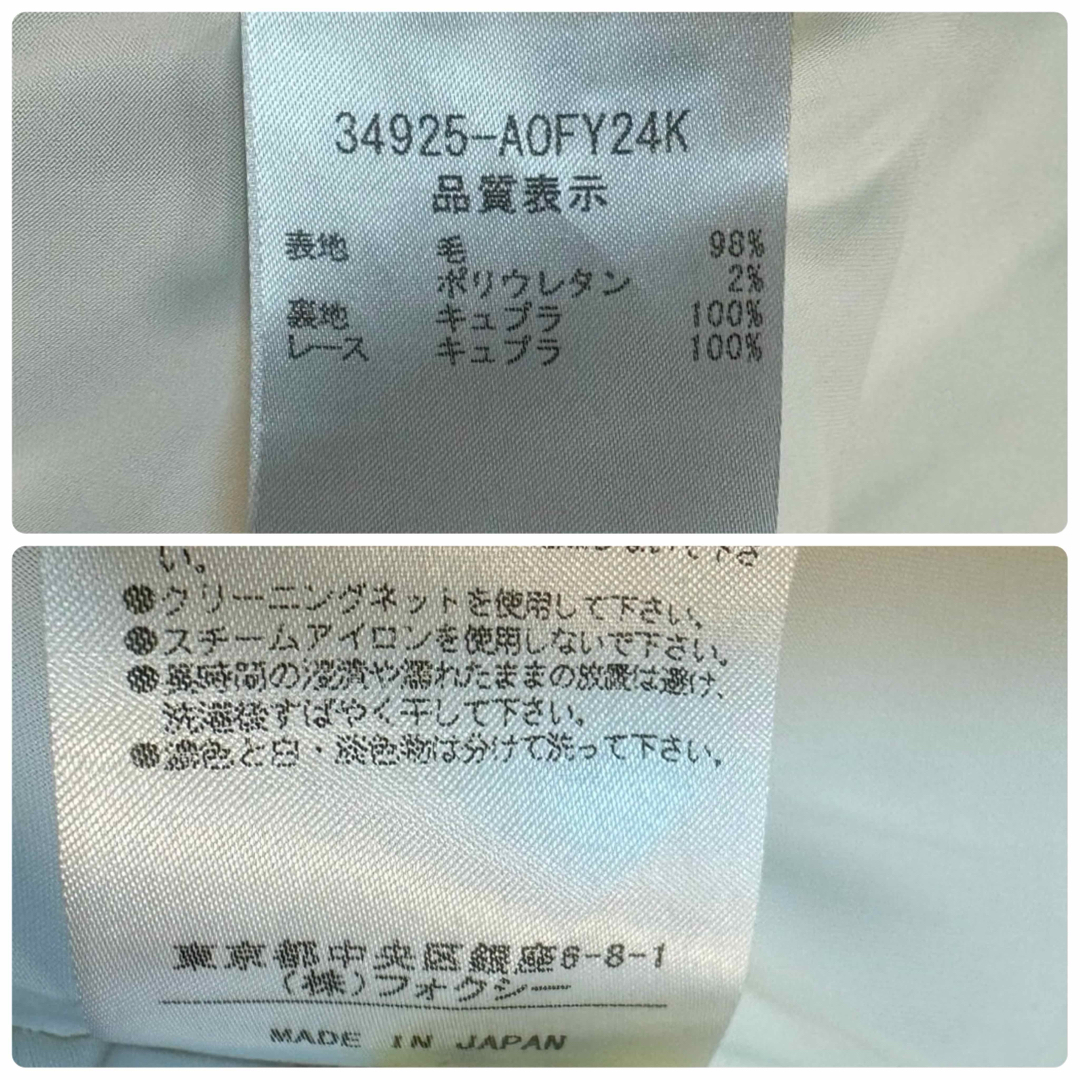 34925-A0FY24K
品質表示
表地 毛 98%
ポリウレタン 2%
裏地 キュプラ 100%
レース キュプラ 100%
い。 下さ
●クリーニングネットを使用して下さい。
●スチームアイロンを使用しないで下さい。
●長時間の浸漬や濡れたままの放置は避け、
洗濯後すばやく干して下さい。
●濃色と白・淡色物は分けて洗って下さい。
東京都中央区銀座6-8-1
(株)フォクシー
MADE IN JAPAN